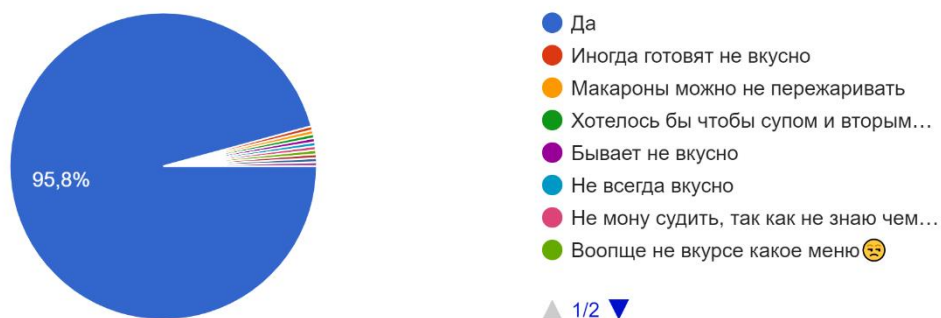 95,8%
Да
Иногда готовят не вкусно
Макароны можно не пережаривать
Хотелось бы чтобы супом и вторым…
Бывает не вкусно
Не всегда вкусно
Не мону судить, так как не знаю чем…
Воопще не вкурсе какое меню😒
▲ 1/2 ▼